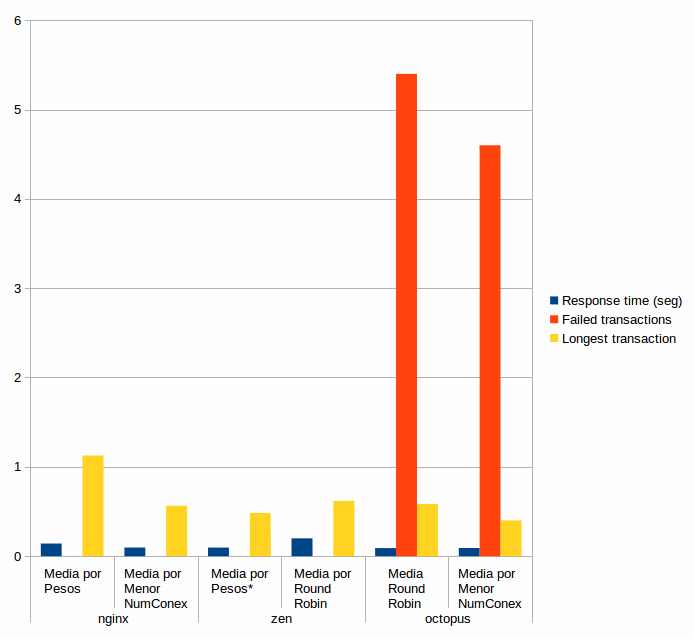 6
5
4
3
2
1
0
Response time (seg)
Failed transactions
Longest transaction
Media por
Pesos
Media por
Menor
NumConex
Media por
Pesos*
Media por
Round
Robin
Media
Round
Robin
Media por
Menor
NumConex
nginx
zen
octopus